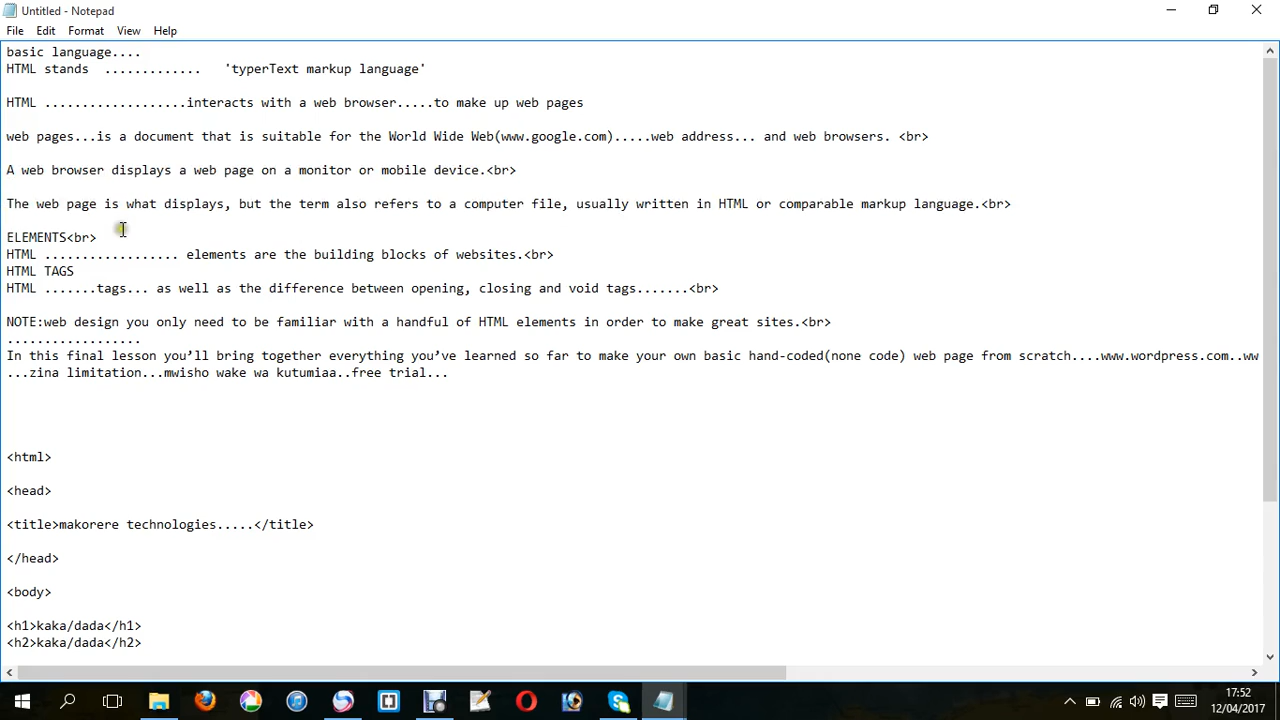 Untitled - Notepad
File Edit Format View Help
basic language....
HTML stands ............. 'typerText markup language'
HTML ...................interacts with a web browser.....to make up web pages
web pages...is a document that is suitable for the World Wide Web(www.google.com).....web address... and web browsers. <br>
A web browser displays a web page on a monitor or mobile device.<br>
The web page is what displays, but the term also refers to a computer file, usually written in HTML or comparable markup language.<br>
ELEMENTS<br>
HTML .................. elements are the building blocks of websites.<br>
HTML TAGS
HTML .......tags... as well as the difference between opening, closing and void tags.......<br>
NOTE:web design you only need to be familiar with a handful of HTML elements in order to make great sites.<br>
..................
In this final lesson you’ll bring together everything you’ve learned so far to make your own basic hand-coded(none code) web page from scratch....www.wordpress.com..ww
...zina limitation...mwisho wake wa kutumiaa..free trial...
<html>
<head>
<title>makorere technologies.....</title>
</head>
<body>
<h1>kaka/dada</h1>
<h2>kaka/dada</h2>
17:52
12/04/2017